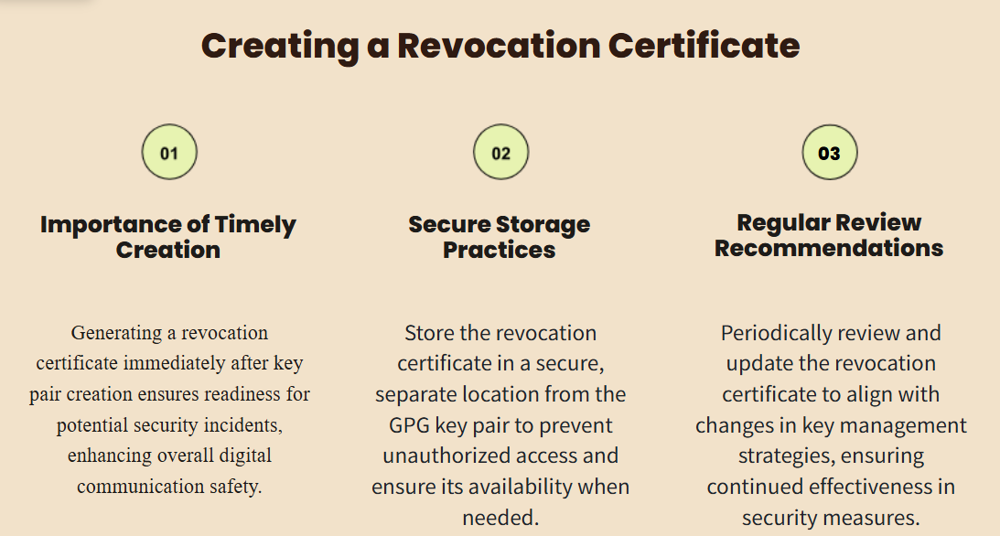 Creating a Revocation Certificate
01
Importance of Timely
Creation
Generating a revocation
certificate immediately after key
pair creation ensures readiness for
potential security incidents,
enhancing overall digital
communication safety.
02
Secure Storage
Practices
Store the revocation
certificate in a secure,
separate location from the
GPG key pair to prevent
unauthorized access and
ensure its availability when
needed.
03
Regular Review
Recommendations
Periodically review and
update the revocation
certificate to align with
changes in key management
strategies, ensuring
continued effectiveness in
security measures.